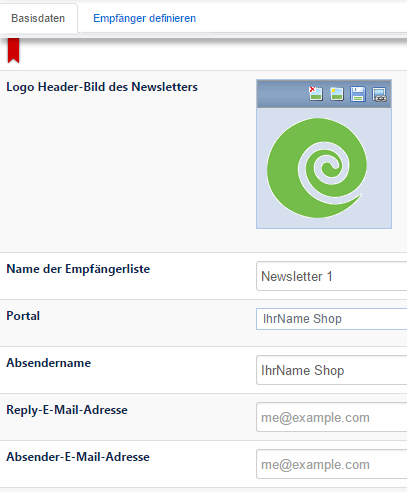 Basisdaten Empfänger definieren
Logo Header-Bild des Newsletters
Name der Empfängerliste Newsletter 1
Portal IhrName Shop
Absendername IhrName Shop
Reply-E-Mail-Adresse me@example.com
Absender-E-Mail-Adresse me@example.com